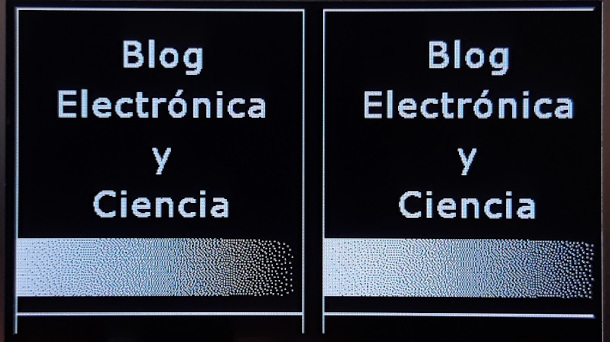 Blog
Electrónica
y
Ciencia
Blog
Electrónica
y
Ciencia